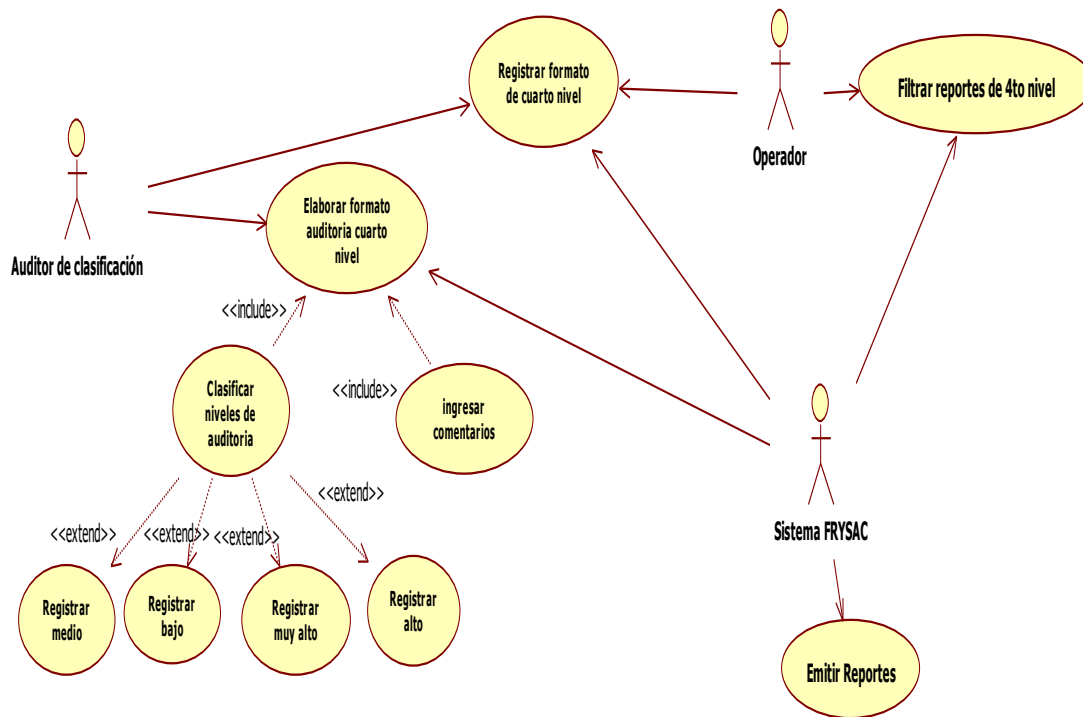 Registrar formato
de cuarto nivel
Filtrar reportes de 4to nivel
Operador
Auditor de clasificación
Elaborar formato
auditoria cuarto
nivel
<<include>>
<<include>>
Clasificar
niveles de
auditoria
ingresar
comentarios
<<extend>>
<<extend>>
<<extend>>
<<extend>>
Sistema FRYSAC
Registrar
medio
Registrar
bajo
Registrar
muy alto
Registrar
alto
Emitir Reportes